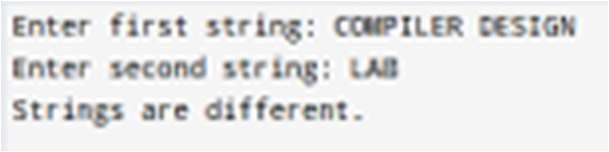 Enter first string: COMPILER DESIGN
Enter second string: LAB
Strings are different.